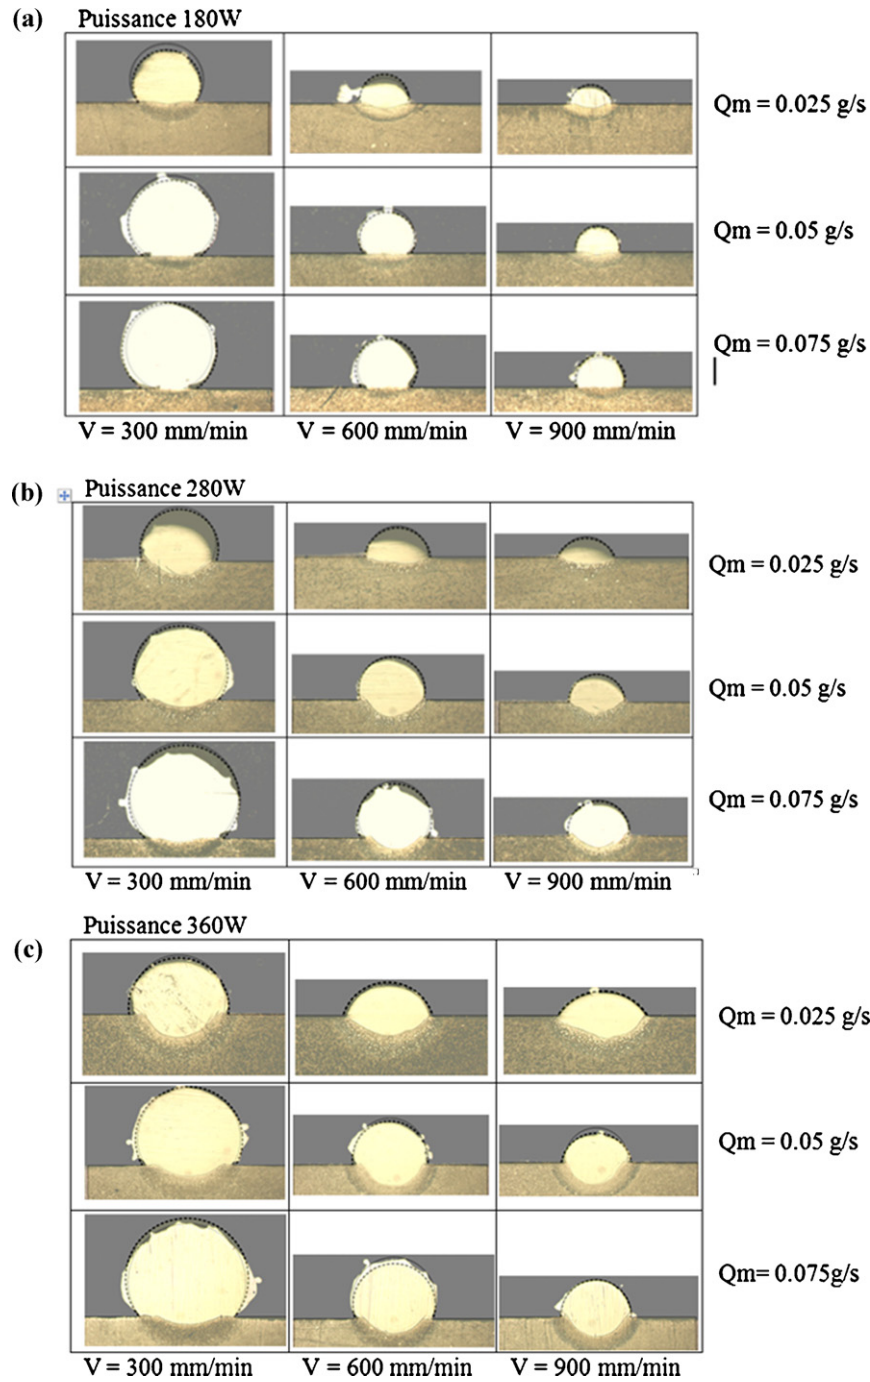 (a) Puissance 180W
Qm = 0.025 g/s
Qm = 0.05 g/s
Qm = 0.075 g/s
V = 300 mm/min V = 600 mm/min V = 900 mm/min
(b) Puissance 280W
Qm = 0.025 g/s
Qm = 0.05 g/s
Qm = 0.075 g/s
V = 300 mm/min V = 600 mm/min V = 900 mm/min
(c) Puissance 360W
Qm = 0.025 g/s
Qm = 0.05 g/s
Qm= 0.075g/s
V = 300 mm/min V = 600 mm/min V = 900 mm/min